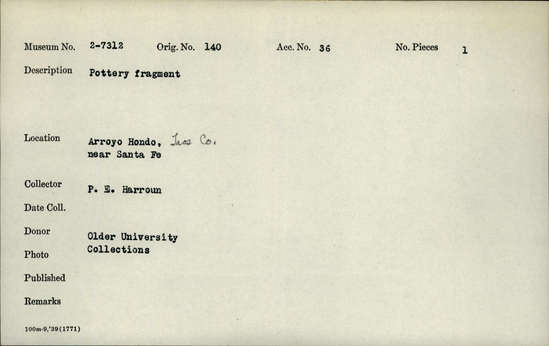 Museum No. 2-7312 Orig. No. 140 Acc. No. 36 No. Pieces 1
Description Pottery fragment
Location Arroyo Hondo, Taos Co.
near Santa Fe
Collector P. E. Harroun
Date Coll.
Donor Older University
Collections
Photo
Published
Remarks
100m-9,'39(1771)